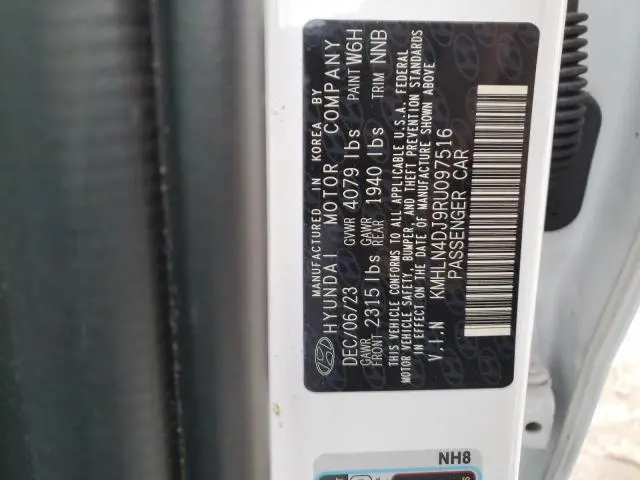 MANUFACTURED IN KOREA BY
HYUNDAI MOTOR COMPANY
DEC/06/23 GVWR 4079 lbs PAINT W6H
GAWR FRONT 2315 lbs GAWR REAR 1940 lbs TRIM NNB
THIS VEHICLE CONFORMS TO ALL APPLICABLE U.S.A. FEDERAL
MOTOR VEHICLE SAFETY, BUMPER, AND THEFT PREVENTION STANDARDS
IN EFFECT ON THE DATE OF MANUFACTURE SHOWN ABOVE
V.I.N KMHLN4DJ9RU097516
PASSENGER CAR
NH8